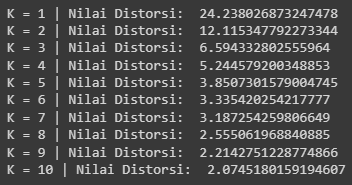 K = 1 | Nilai Distorsi:  24.238026873247478
K = 2 | Nilai Distorsi:  12.115347792273344
K = 3 | Nilai Distorsi:  6.594332802555964
K = 4 | Nilai Distorsi:  5.244579200348853
K = 5 | Nilai Distorsi:  3.8507301579004745
K = 6 | Nilai Distorsi:  3.335420254217777
K = 7 | Nilai Distorsi:  3.187254259806649
K = 8 | Nilai Distorsi:  2.555061968840885
K = 9 | Nilai Distorsi:  2.2142751228774866
K = 10 | Nilai Distorsi:  2.0745180159194607